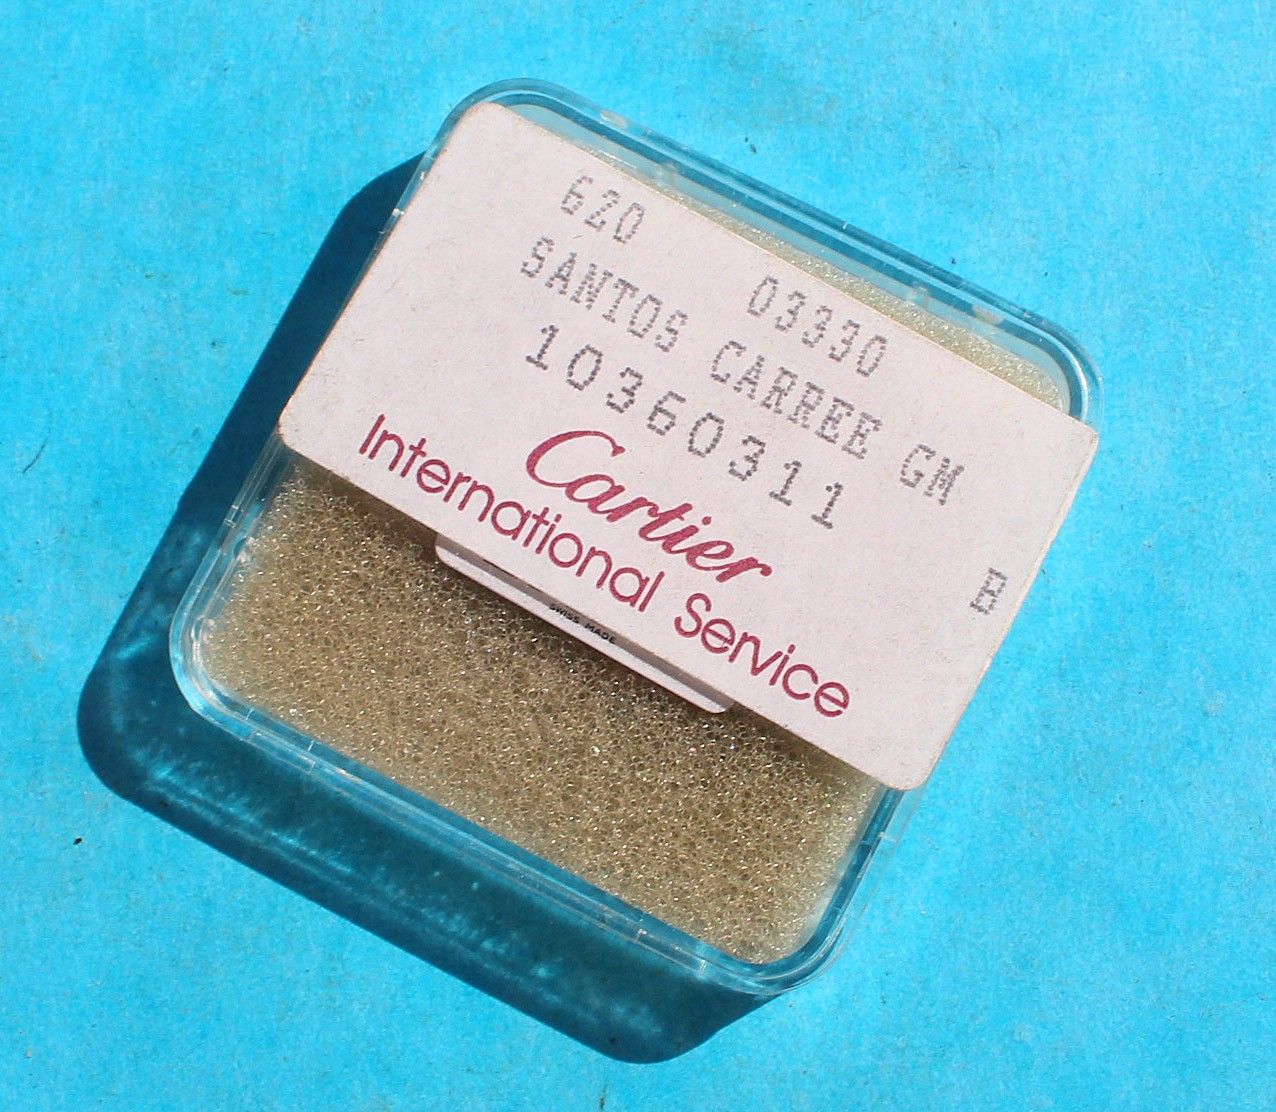 620 03330
SANTOS CARREE GM
10360311
B
Cartier
International Service
SWISS MADE